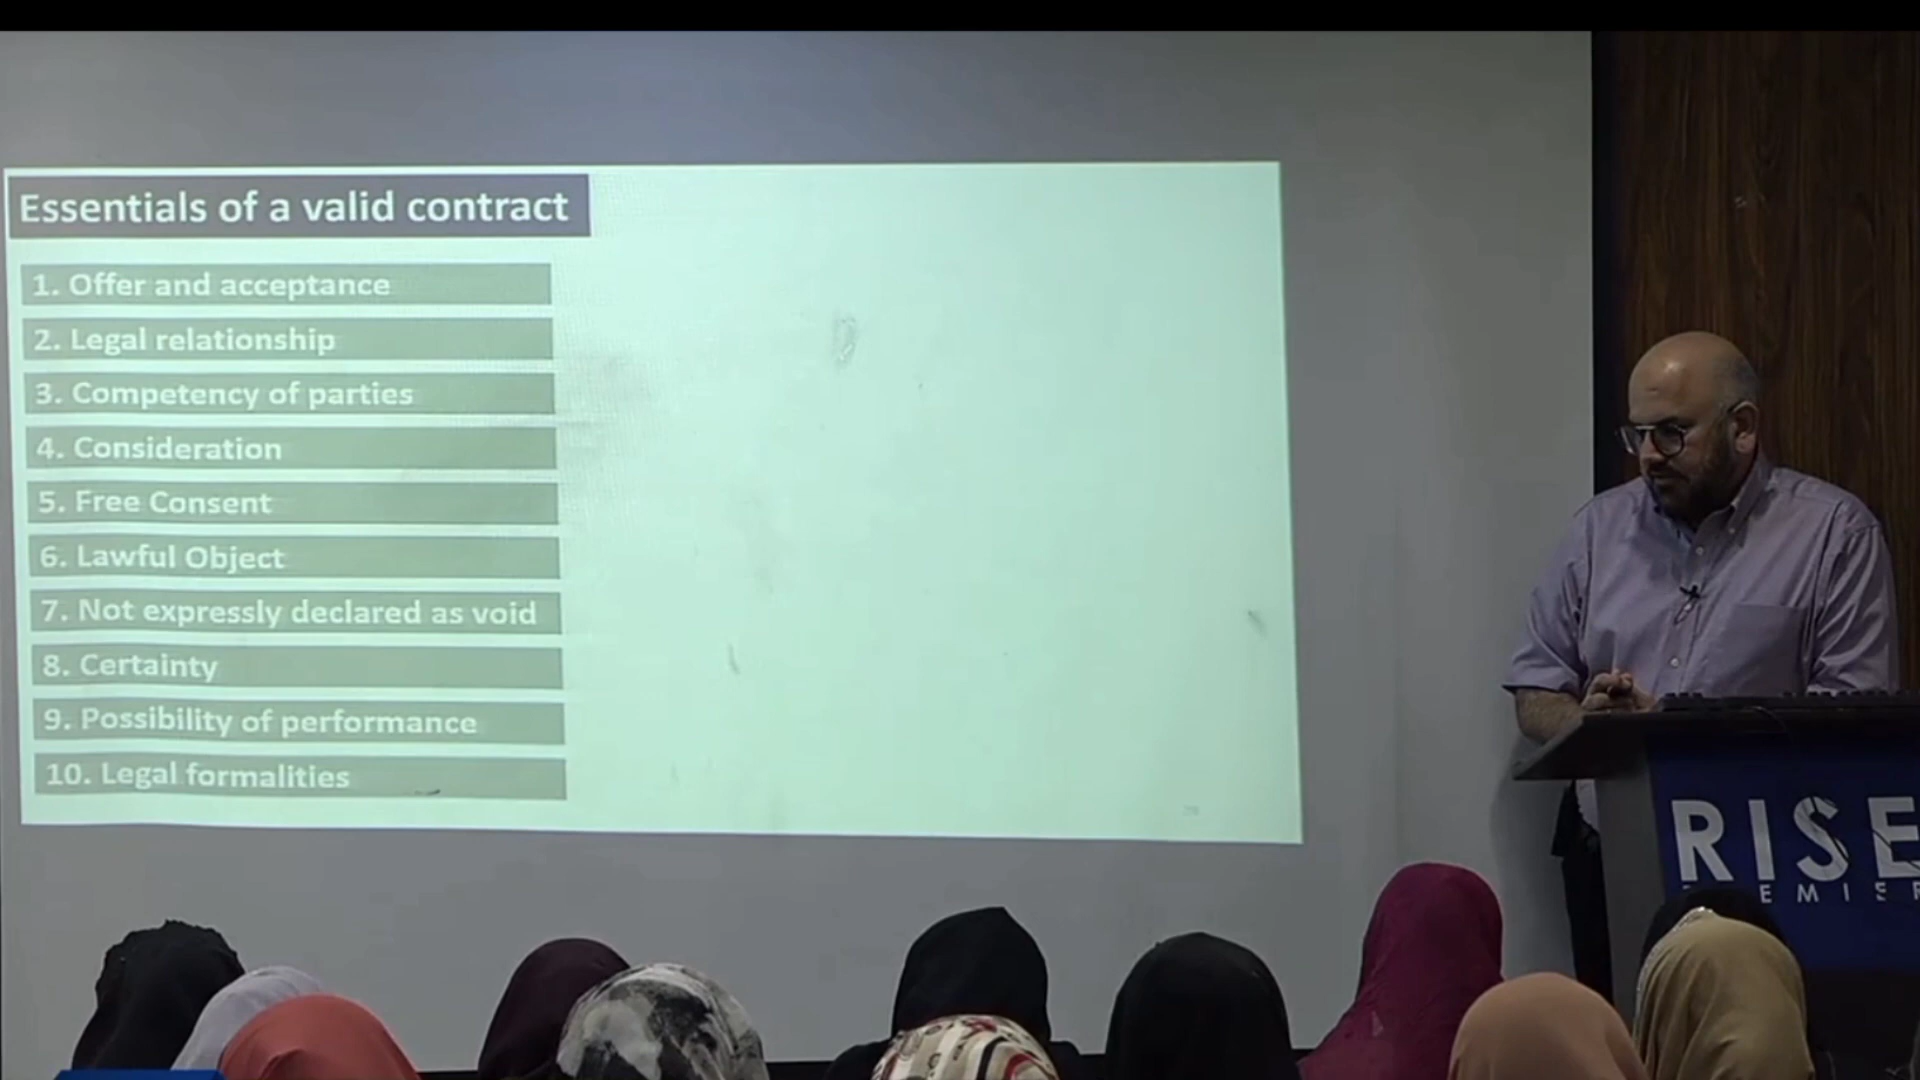 Essentials of a valid contract
1. Offer and acceptance
2. Legal relationship
3. Competency of parties
4. Consideration
5. Free Consent
6. Lawful Object
7. Not expressly declared as void
8. Certainty
9. Possibility of performance
10. Legal formalities
RISE
EMIER